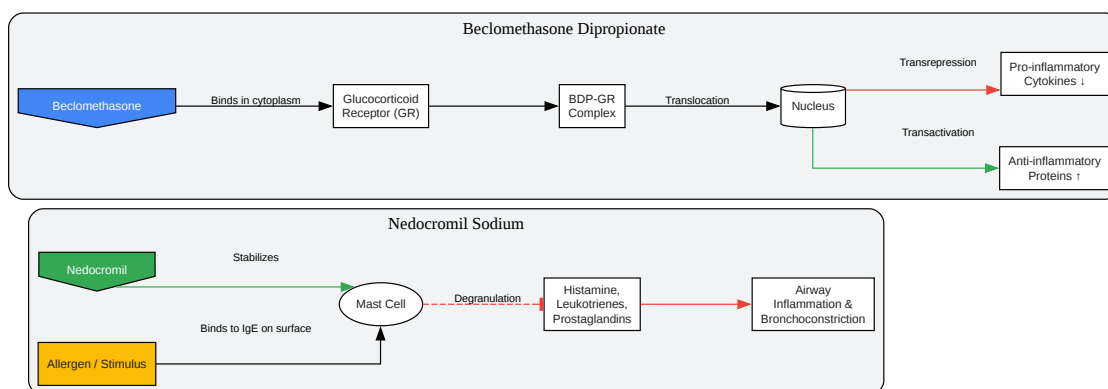 Beclomethasone Dipropionate
Beclomethasone
Binds in cytoplasm
Glucocorticoid
Receptor (GR)
BDP-GR
Complex
Translocation
Nucleus
Transrepression
Pro-inflammatory
Cytokines ↓
Transactivation
Anti-inflammatory
Proteins ↑
Nedocromil Sodium
Nedocromil
Stabilizes
Mast Cell
Degranulation
Histamine,
Leukotrienes,
Prostaglandins
Airway
Inflammation &
Bronchoconstriction
Binds to IgE on surface
Allergen / Stimulus